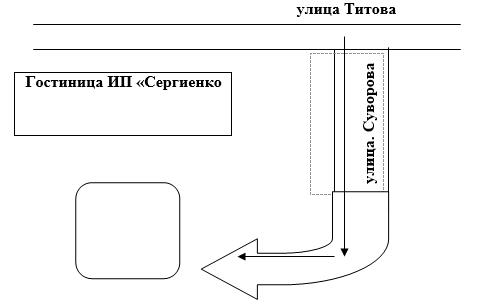 улица Титова
Гостиница ИП «Сергиенко
улица. Суворова